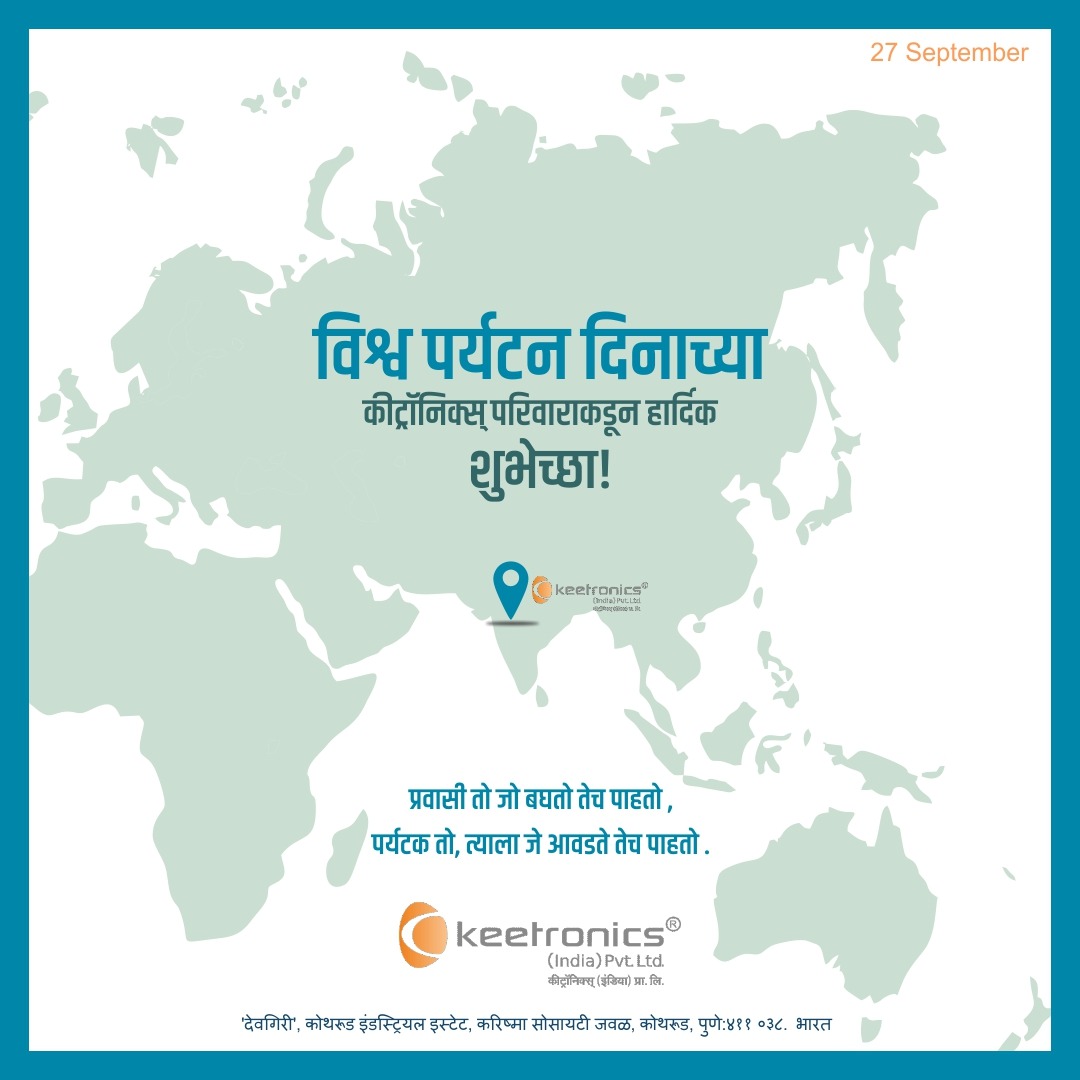 27 September
विश्व पर्यटन दिनाच्या
कीट्रॉनिक्स् परिवाराकडून हार्दिक
शुभेच्छा!
keetronics®
(India) Pvt. Ltd.
कीट्रॉनिक्स् (इंडिया) प्रा. लि.
प्रवासी तो जो बघतो तेच पाहतो ,
पर्यटक तो, त्याला जे आवडते तेच पाहतो .
keetronics®
(India) Pvt. Ltd.
कीट्रॉनिक्स् (इंडिया) प्रा. लि.
'देवगिरी', कोथरूड इंडस्ट्रियल इस्टेट, करिष्मा सोसायटी जवळ, कोथरूड, पुणे:४११ ०३८. भारत